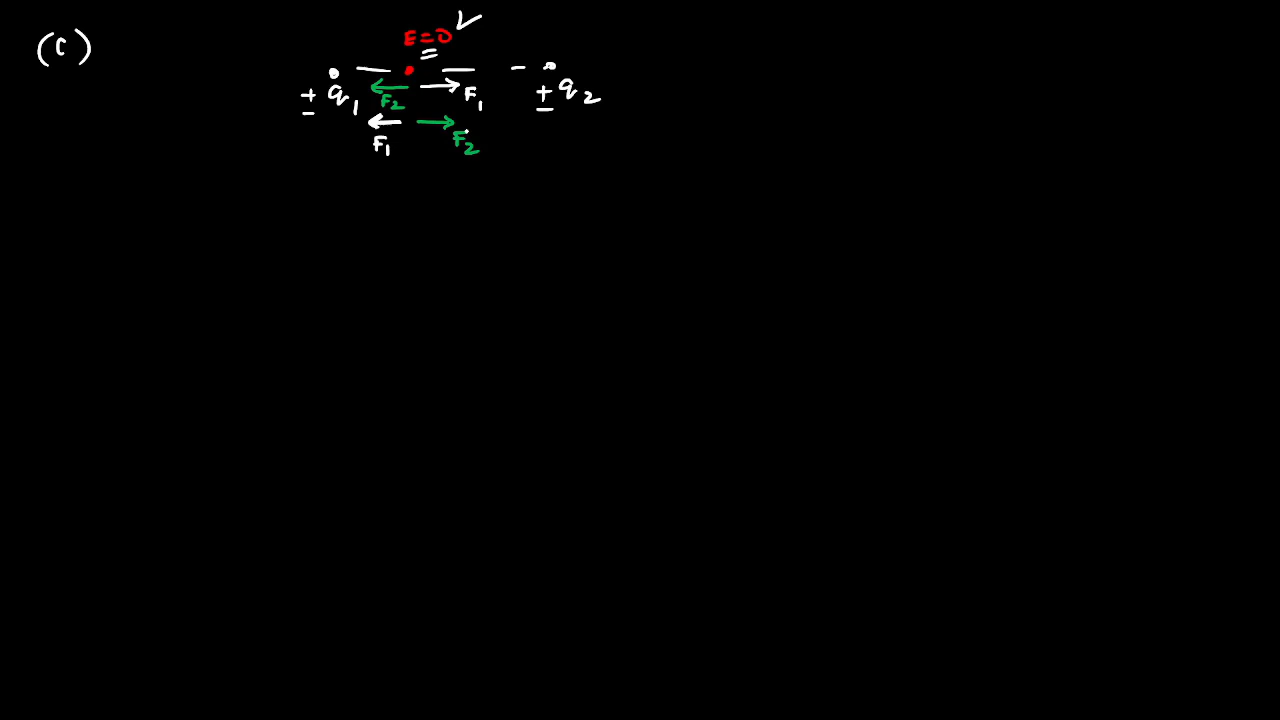 (c)
E=0
± q₁ F₂ F₁ ± q₂
F₁ F₂